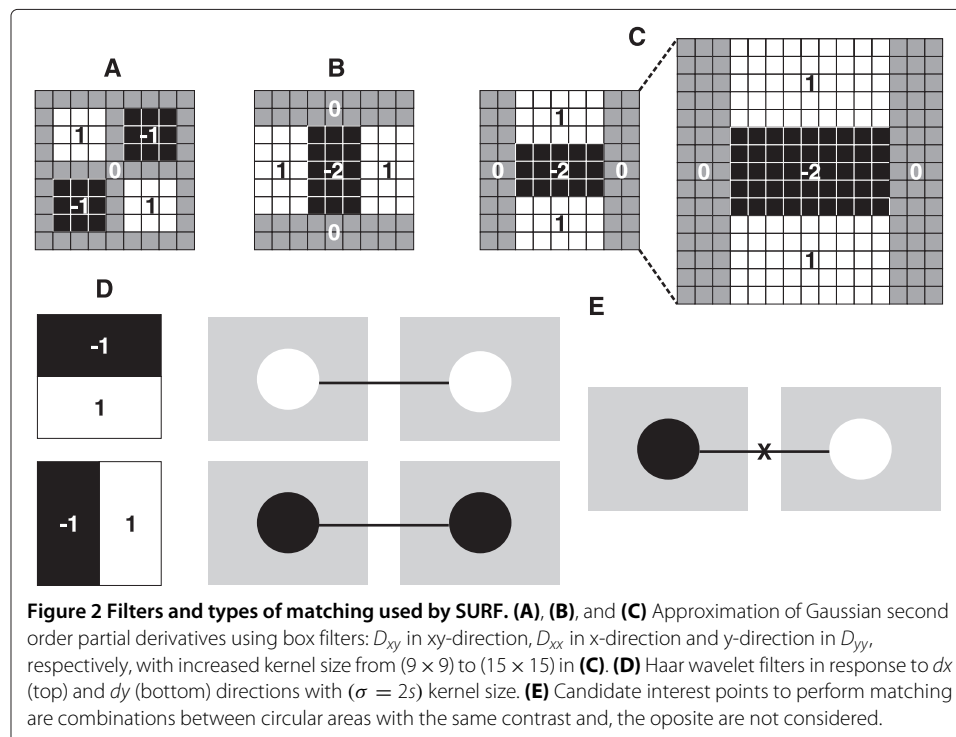 A
B
C
1
-1
0
-1
1
0
1
-2
1
0
1
0
-2
0
1
1
0
-2
0
1
D
-1
1
-1
1
E
X
Figure 2 Filters and types of matching used by SURF. (A), (B), and (C) Approximation of Gaussian second
order partial derivatives using box filters: Dxy in xy-direction, Dxx in x-direction and y-direction in Dyy,
respectively, with increased kernel size from (9 × 9) to (15 × 15) in (C). (D) Haar wavelet filters in response to dx
(top) and dy (bottom) directions with (σ = 2s) kernel size. (E) Candidate interest points to perform matching
are combinations between circular areas with the same contrast and, the oposite are not considered.